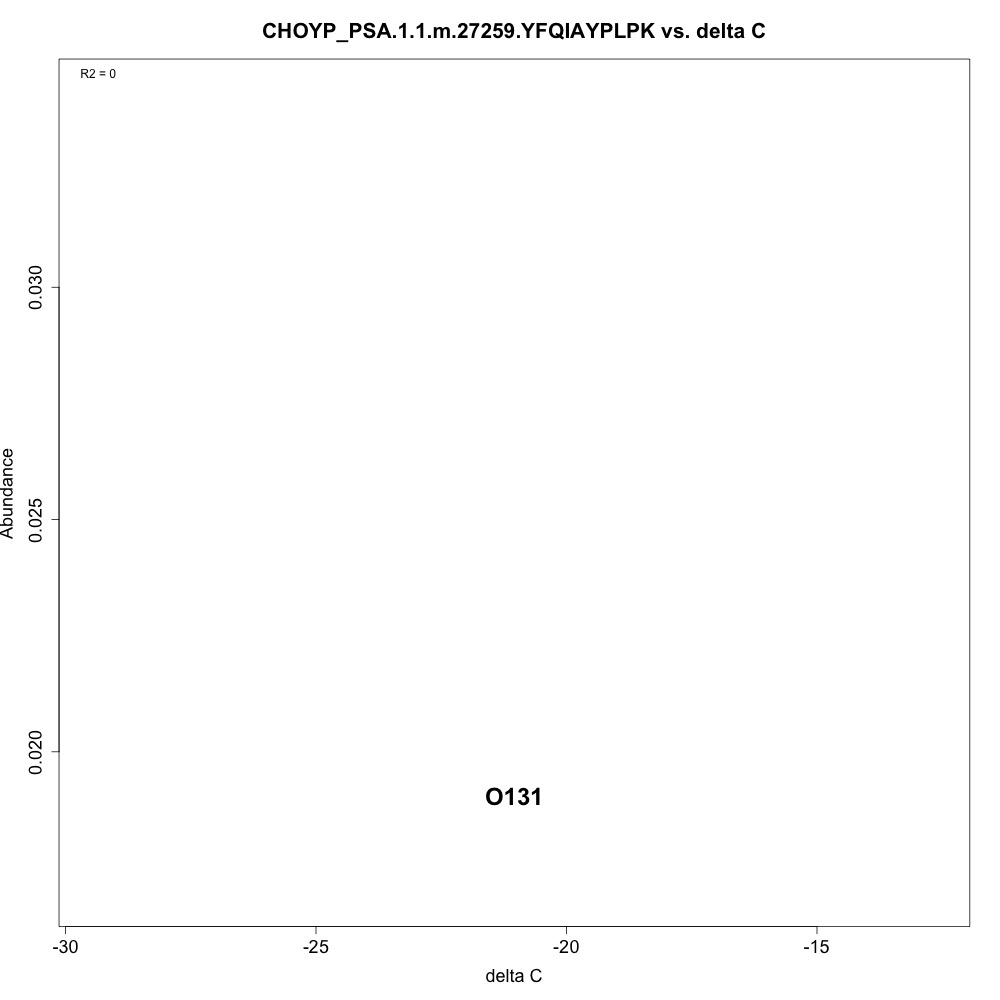 CHOYP_PSA.1.1.m.27259.YFQIAYPLPK vs. delta C
R2 = 0
Abundance
0.030
0.025
0.020
O131
-30 -25 -20 -15
delta C